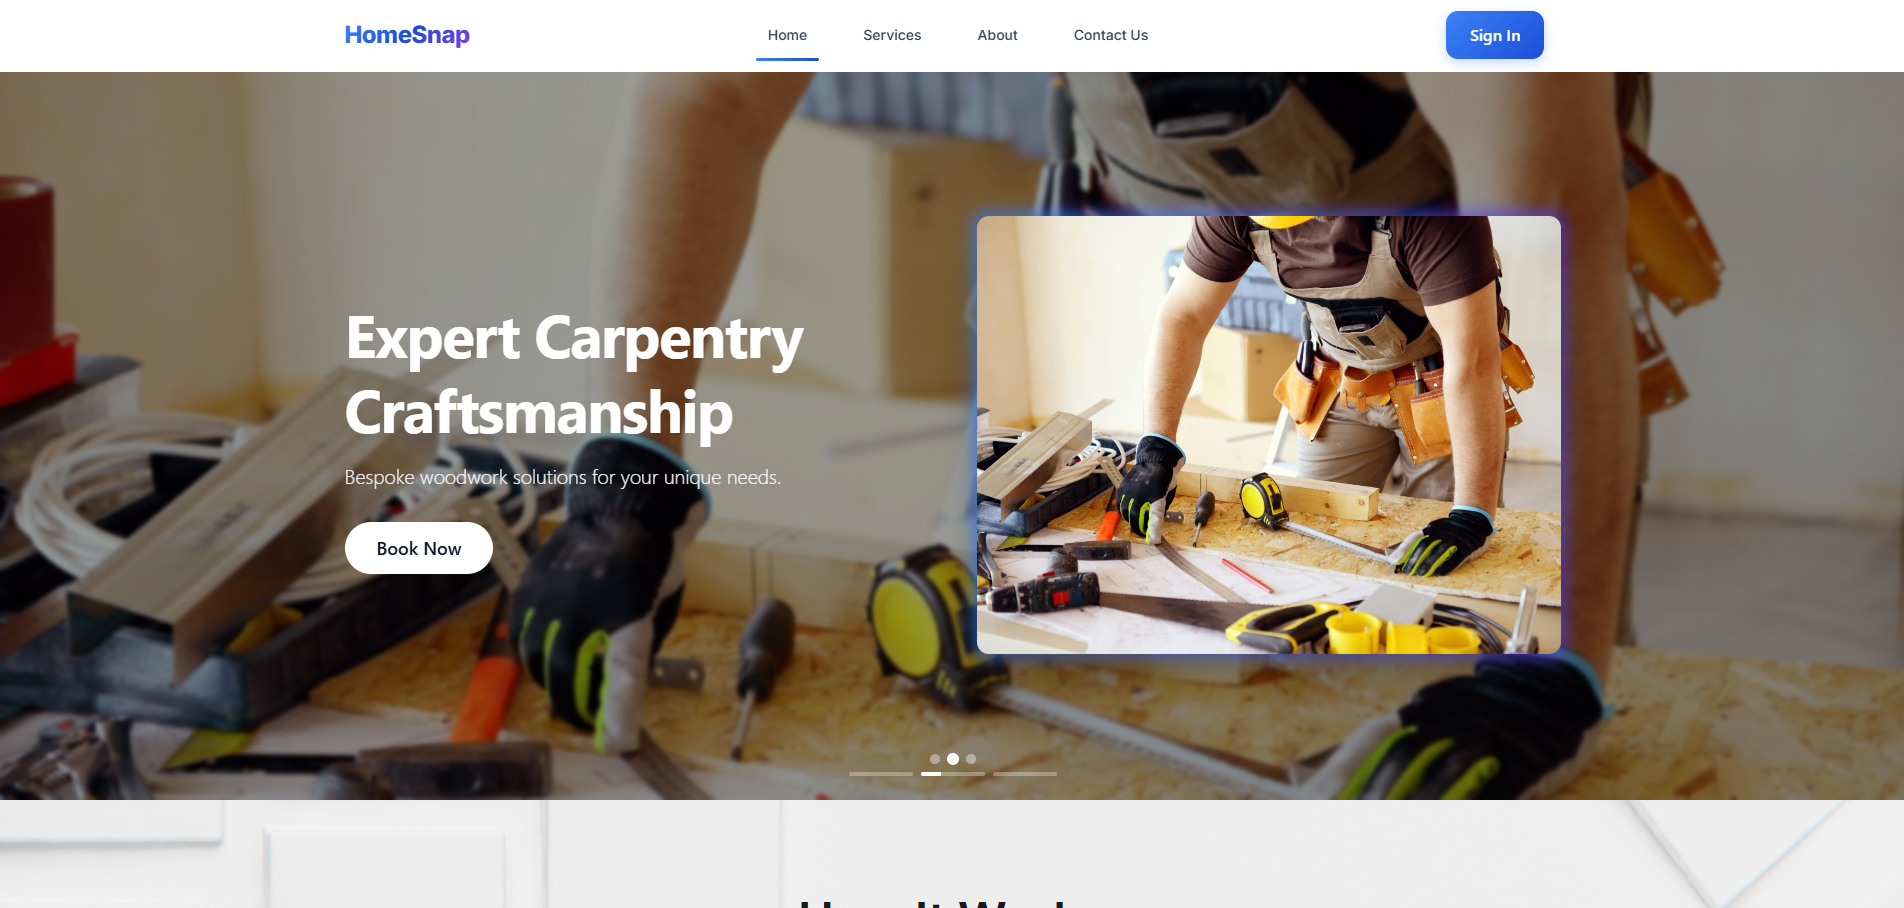 HomeSnap
Home
Services
About
Contact Us
Sign In
Expert Carpentry
Craftsmanship
Bespoke woodwork solutions for your unique needs.
Book Now